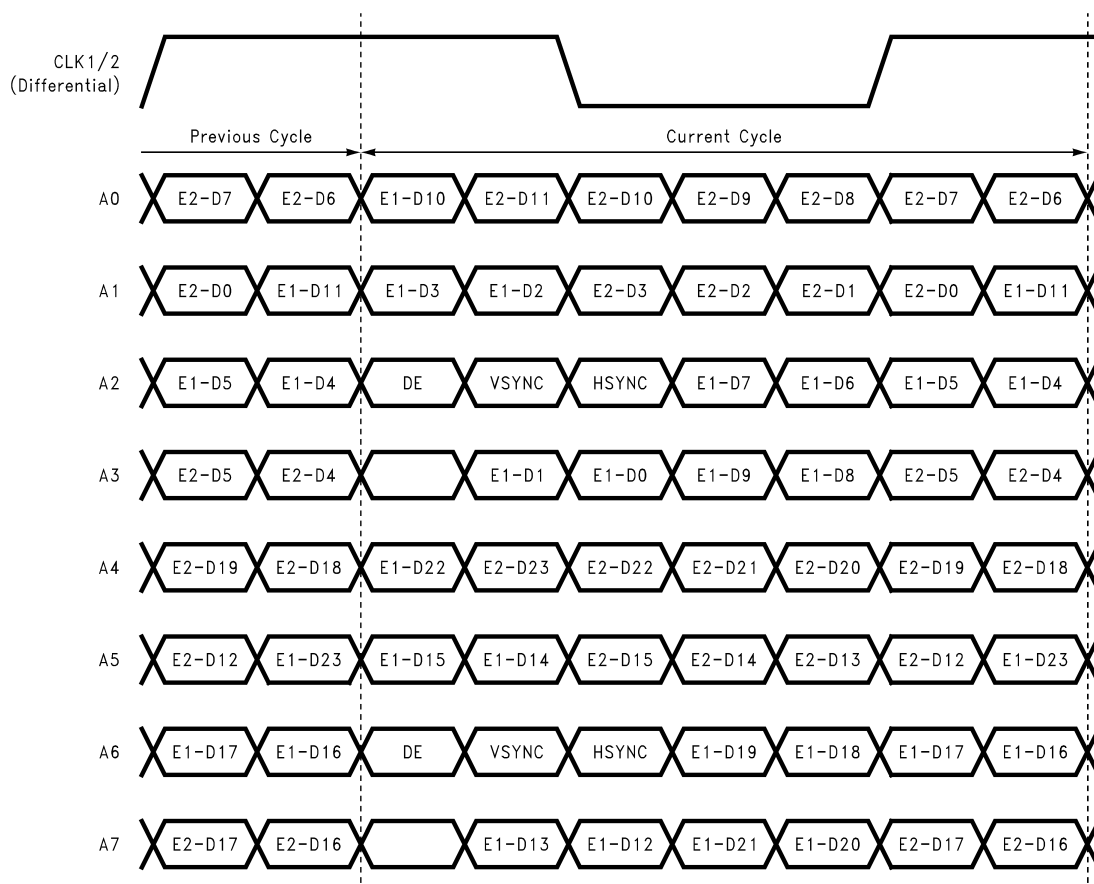 CLK1/2
(Differential)
Previous Cycle Current Cycle
A0 E2-D7 E2-D6 E1-D10 E2-D11 E2-D10 E2-D9 E2-D8 E2-D7 E2-D6
A1 E2-D0 E1-D11 E1-D3 E1-D2 E2-D3 E2-D2 E2-D1 E2-D0 E1-D11
A2 E1-D5 E1-D4 DE VSYNC HSYNC E1-D7 E1-D6 E1-D5 E1-D4
A3 E2-D5 E2-D4 E1-D1 E1-D0 E1-D9 E1-D8 E2-D5 E2-D4
A4 E2-D19 E2-D18 E1-D22 E2-D23 E2-D22 E2-D21 E2-D20 E2-D19 E2-D18
A5 E2-D12 E1-D23 E1-D15 E1-D14 E2-D15 E2-D14 E2-D13 E2-D12 E1-D23
A6 E1-D17 E1-D16 DE VSYNC HSYNC E1-D19 E1-D18 E1-D17 E1-D16
A7 E2-D17 E2-D16 E1-D13 E1-D12 E1-D21 E1-D20 E2-D17 E2-D16